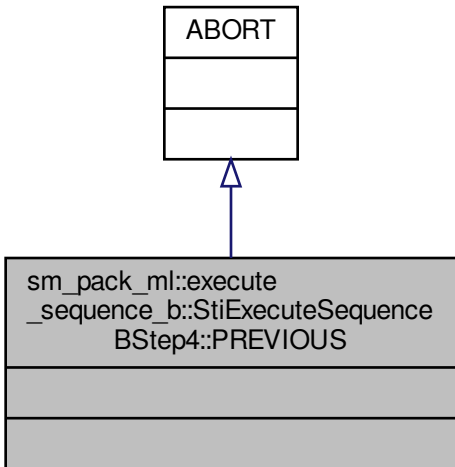 ABORT
sm_pack_ml::execute
_sequence_b::StiExecuteSequence
BStep4::PREVIOUS